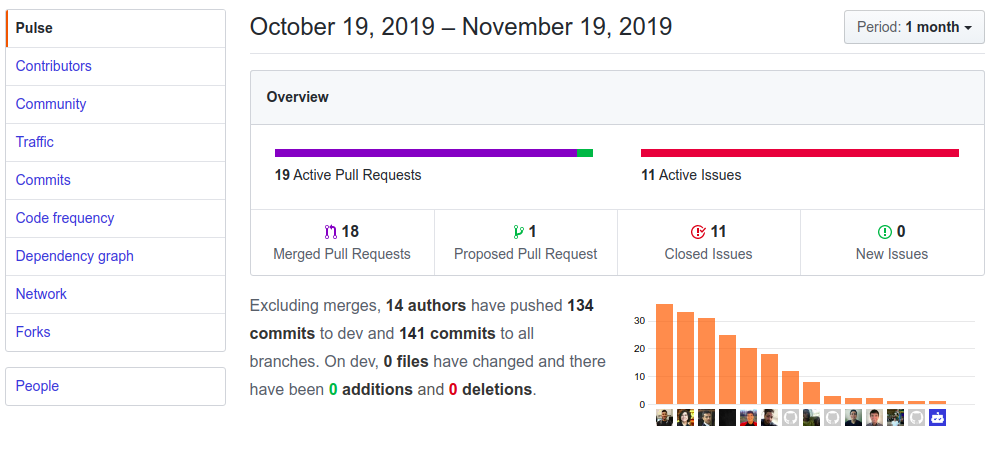 Pulse
Contributors
Community
Traffic
Commits
Code frequency
Dependency graph
Network
Forks
People
October 19, 2019 – November 19, 2019
Period: 1 month
Overview
19 Active Pull Requests
11 Active Issues
18
Merged Pull Requests
1
Proposed Pull Request
11
Closed Issues
0
New Issues
Excluding merges, 14 authors have pushed 134
commits to dev and 141 commits to all
branches. On dev, 0 files have changed and there
have been 0 additions and 0 deletions.
30
20
10
0